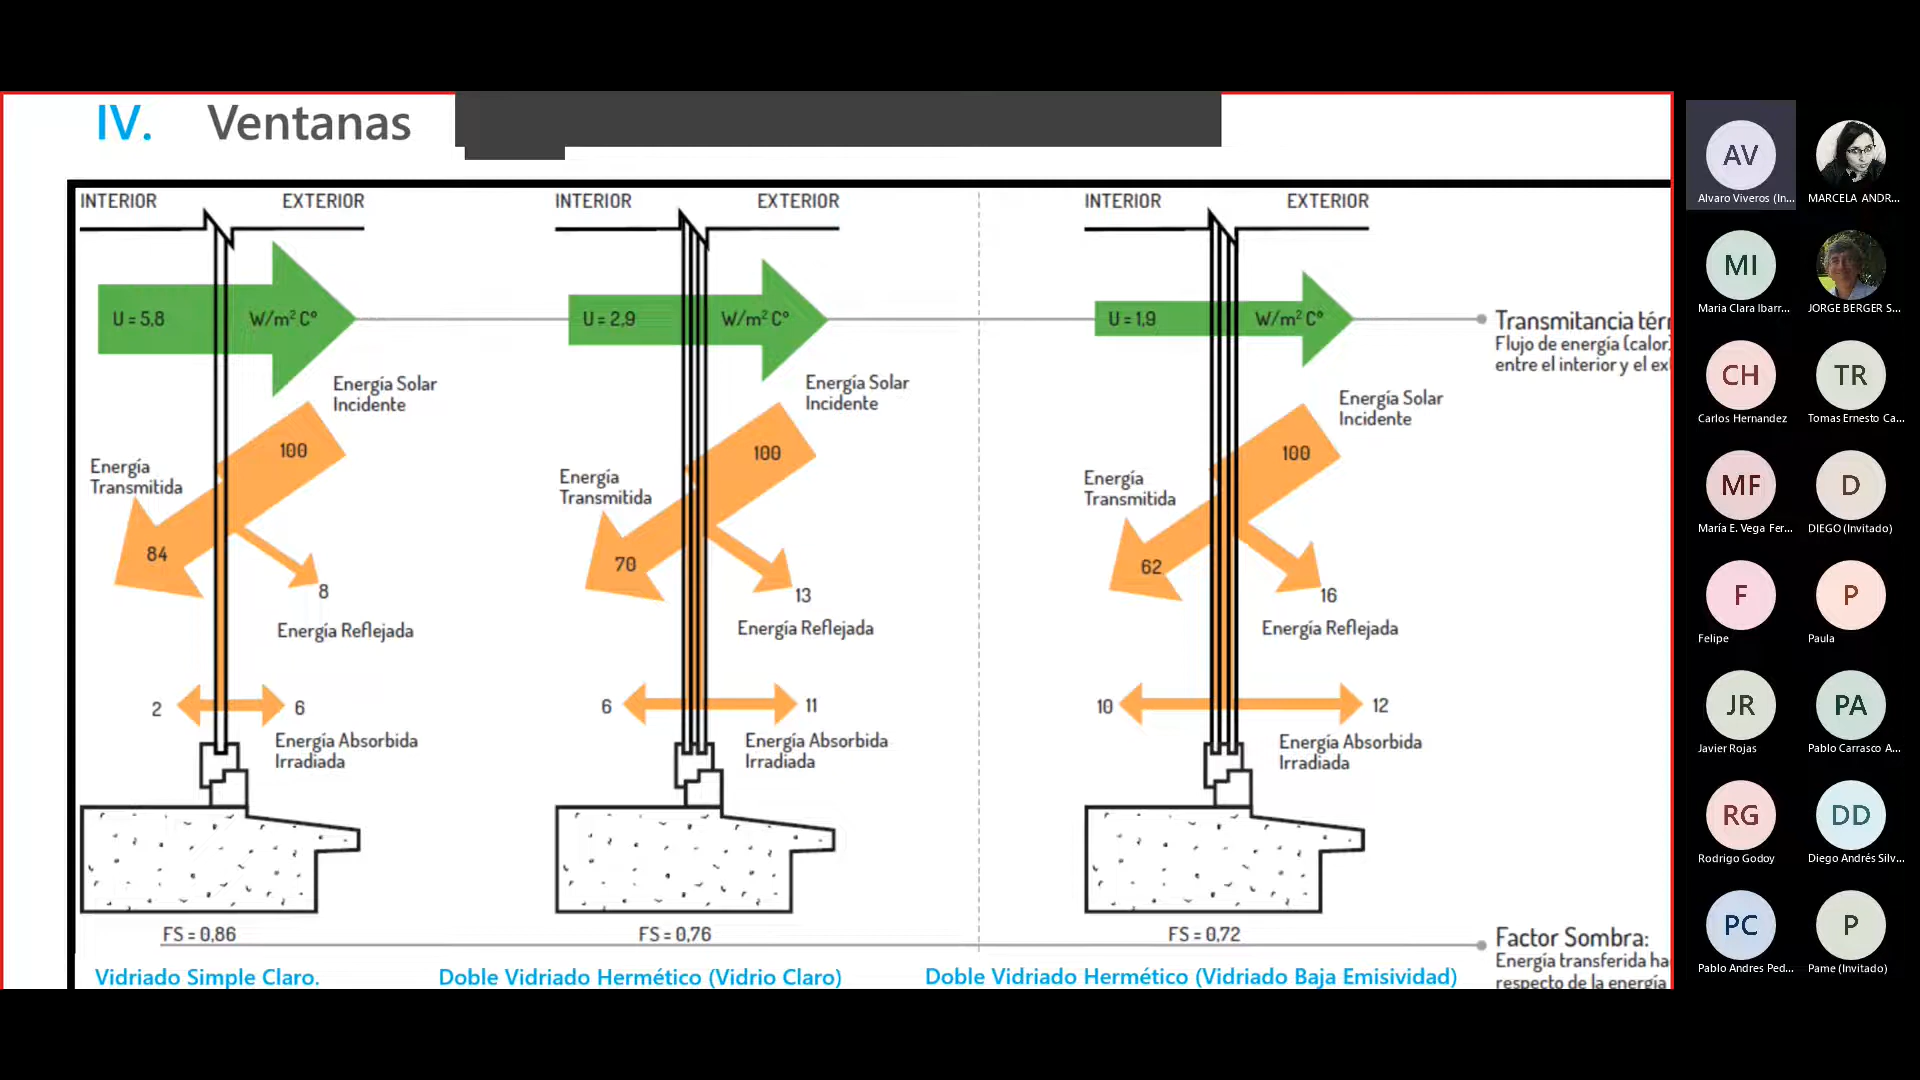 IV. Ventanas
INTERIOR EXTERIOR
U = 5,8 W/m² C°
Energía Solar
Incidente
100
Energía
Transmitida
84
8
Energía Reflejada
2 6
Energía Absorbida
Irradiada
FS = 0,86
Vidriado Simple Claro.
INTERIOR EXTERIOR
U = 2,9 W/m² C°
Energía Solar
Incidente
100
Energía
Transmitida
70
13
Energía Reflejada
6 11
Energía Absorbida
Irradiada
FS = 0,76
Doble Vidriado Hermético (Vidrio Claro)
INTERIOR EXTERIOR
U = 1,9 W/m² C°
Energía Solar
Incidente
100
Energía
Transmitida
62
16
Energía Reflejada
10 12
Energía Absorbida
Irradiada
FS = 0,72
Doble Vidriado Hermético (Vidriado Baja Emisividad)
Transmitancia tér
Flujo de energía (calor)
entre el interior y el ex
Factor Sombra:
Energía transferida ha
respecto de la energía
AV
Alvaro Viveros (In...
MARCELA ANDR...
MI
Maria Clara Ibarr...
JORGE BERGER S...
CH
Carlos Hernandez
TR
Tomas Ernesto Ca...
MF
María E. Vega Fer...
D
DIEGO (Invitado)
F
Felipe
P
Paula
JR
Javier Rojas
PA
Pablo Carrasco A...
RG
Rodrigo Godoy
DD
Diego Andrés Silv...
PC
Pablo Andres Ped...
P
Pame (Invitado)